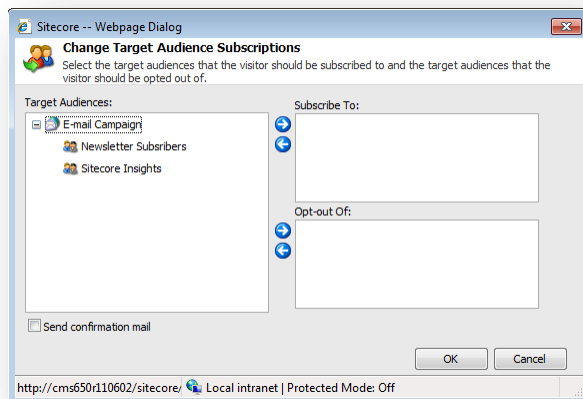 Sitecore -- Webpage Dialog
Change Target Audience Subscriptions
Select the target audiences that the visitor should be subscribed to and the target audiences that the
visitor should be opted out of.
Target Audiences:
Subscribe To:
E-mail Campaign
Newsletter Subsribers
Sitecore Insights
Opt-out Of:
Send confirmation mail
OK
Cancel
http://cms650r110602/sitecore/ Local intranet | Protected Mode: Off